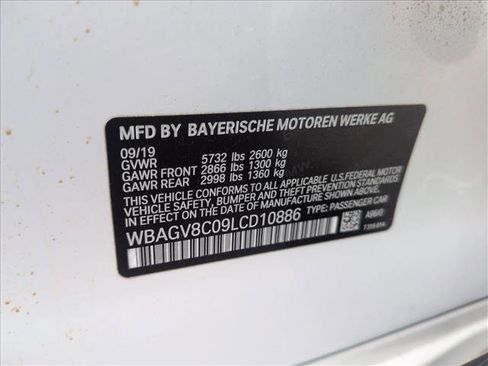 MFD BY BAYERISCHE MOTOREN WERKE AG
09/19
GVWR 5732 lbs 2600 kg
GAWR FRONT 2866 lbs 1300 kg
GAWR REAR 2998 lbs 1360 kg
THIS VEHICLE CONFORMS TO ALL APPLICABLE U.S.FEDERAL MOTOR
VEHICLE SAFETY, BUMPER, AND THEFT PREVENTION STANDARDS
IN EFFECT ON THE DATE OF MANUFACTURE SHOWN ABOVE.
WBAGV8C09LCD10886 TYPE: PASSENGER CAR
A96/0